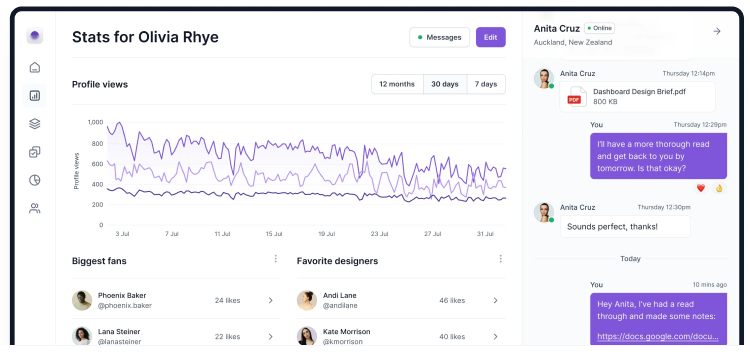 Stats for Olivia Rhye
Messages
Edit
Profile views
12 months
30 days
7 days
Profile views
1,000
800
600
400
200
0
3 Jul
7 Jul
11 Jul
15 Jul
19 Jul
23 Jul
27 Jul
31 Jul
Biggest fans
Phoenix Baker
@phoenix.baker
24 likes
Lana Steiner
@lanasteiner
22 likes
Favorite designers
Andi Lane
@andilane
46 likes
Kate Morrison
@kmorrison
40 likes
Anita Cruz
Online
Auckland, New Zealand
Anita Cruz
Thursday 12:14pm
PDF
Dashboard Design Brief.pdf
800 KB
You
Thursday 12:29pm
I'll have a more thorough read
and get back to you by
tomorrow. Is that okay?
Anita Cruz
Thursday 12:30pm
Sounds perfect, thanks!
Today
You
10 mins ago
Hey Anita, I've had a read
through and made some notes:
https://docs.google.com/docu...